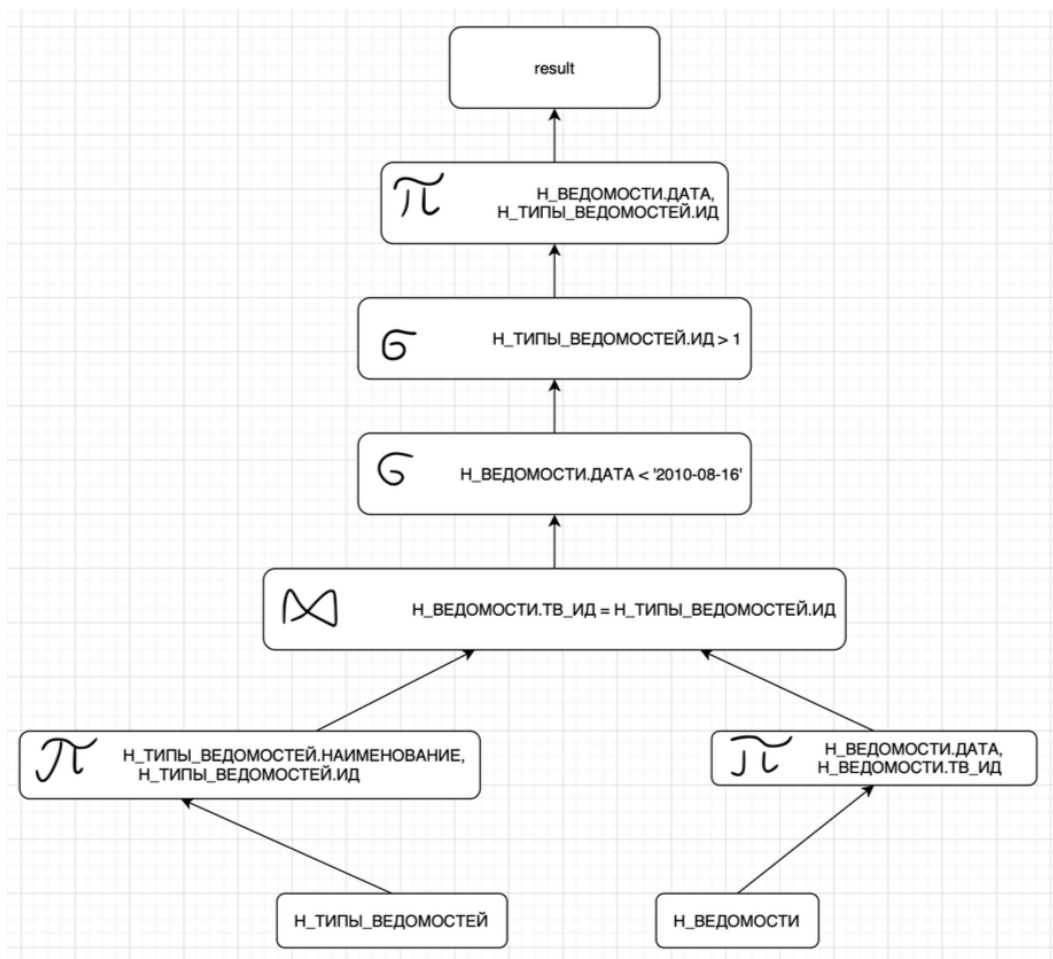 result
π
Н_ВЕДОМОСТИ.ДАТА,
Н_ТИПЫ_ВЕДОМОСТЕЙ.ИД
σ
Н_ТИПЫ_ВЕДОМОСТЕЙ.ИД > 1
σ
Н_ВЕДОМОСТИ.ДАТА < '2010-08-16'
⋈
Н_ВЕДОМОСТИ.ТВ_ИД = Н_ТИПЫ_ВЕДОМОСТЕЙ.ИД
π
Н_ТИПЫ_ВЕДОМОСТЕЙ.НАИМЕНОВАНИЕ,
Н_ТИПЫ_ВЕДОМОСТЕЙ.ИД
π
Н_ВЕДОМОСТИ.ДАТА,
Н_ВЕДОМОСТИ.ТВ_ИД
Н_ТИПЫ_ВЕДОМОСТЕЙ
Н_ВЕДОМОСТИ